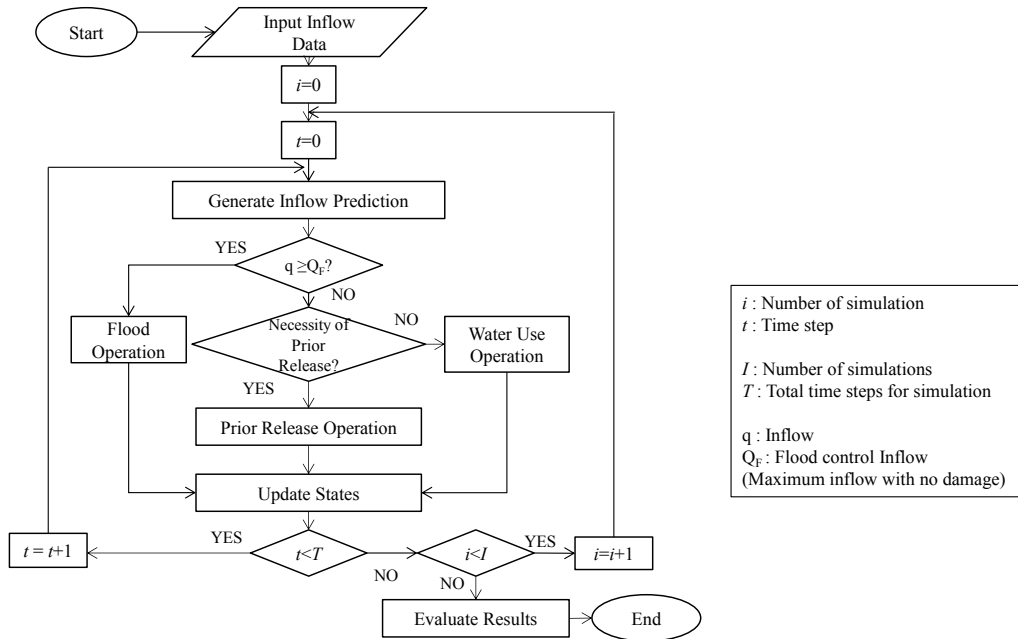 Start
Input Inflow
Data
i=0
t=0
Generate Inflow Prediction
YES
q ≥Q_F?
NO
Flood
Operation
Necessity of
Prior
Release?
NO
Water Use
Operation
YES
Prior Release Operation
Update States
t = t+1
YES
t<T
NO
i<I
YES
i=i+1
NO
Evaluate Results
End
i : Number of simulation
t : Time step
I : Number of simulations
T : Total time steps for simulation
q : Inflow
Q_F : Flood control Inflow
(Maximum inflow with no damage)